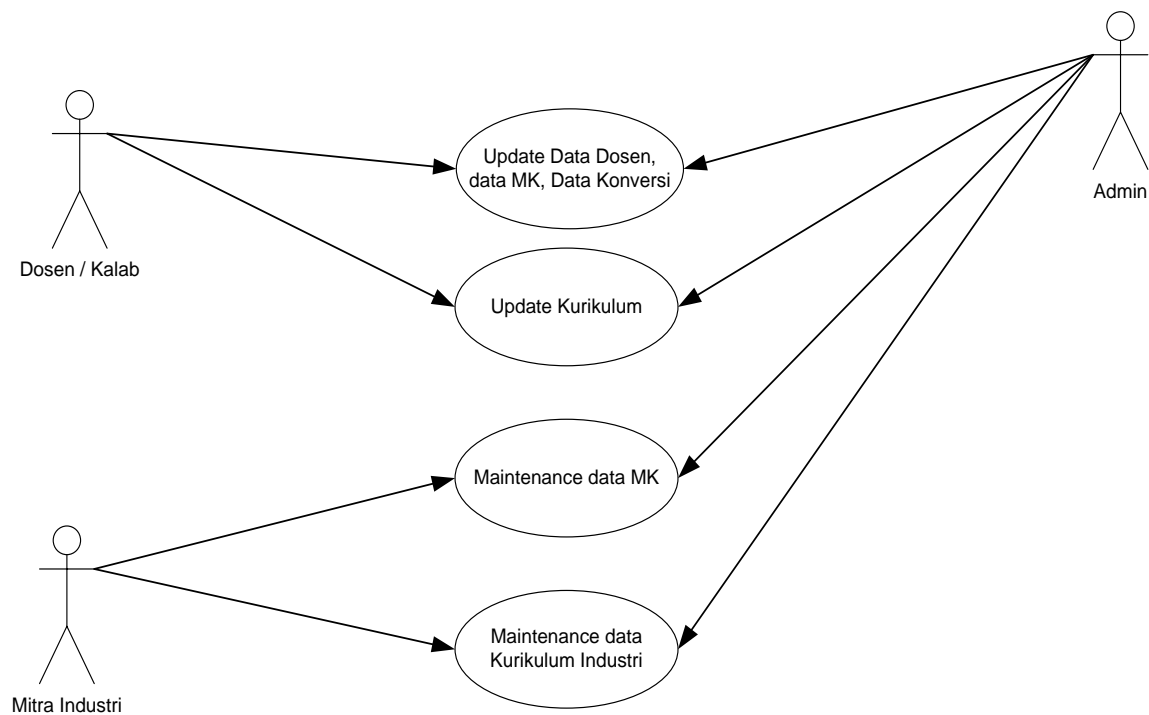 Update Data Dosen,
data MK, Data Konversi
Admin
Dosen / Kalab
Update Kurikulum
Maintenance data MK
Maintenance data
Kurikulum Industri
Mitra Industri